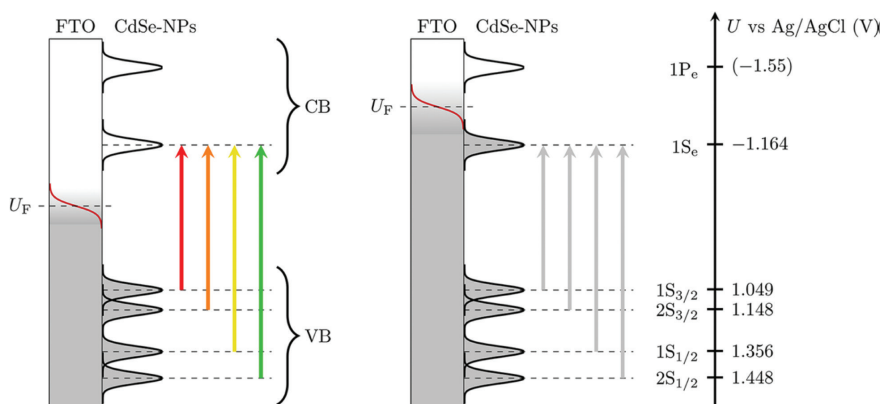 FTO CdSe-NPs
U_F
CB
VB
FTO CdSe-NPs
U_F
U vs Ag/AgCl (V)
1P_e (−1.55)
1S_e −1.164
1S_3/2 1.049
2S_3/2 1.148
1S_1/2 1.356
2S_1/2 1.448